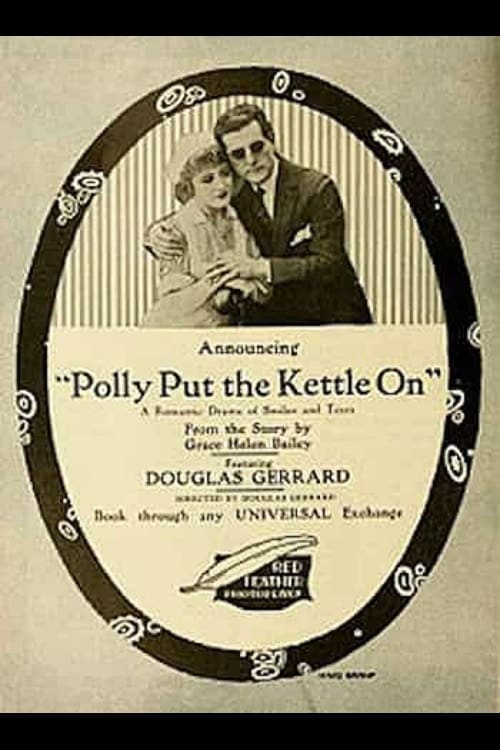 Announcing
"Polly Put the Kettle On"
A Romantic Drama of Smiles and Tears
From the Story by
Grace Helen Bailey
Featuring
DOUGLAS GERRARD
DIRECTED BY DOUGLAS GERRARD
Book through any UNIVERSAL Exchange
RED
FEATHER
PHOTOPLAYS